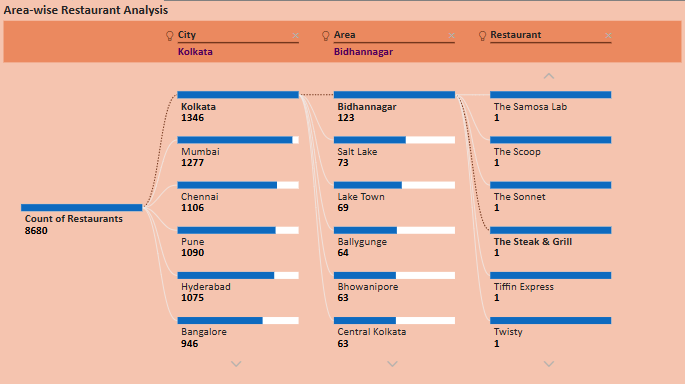 Area-wise Restaurant Analysis
City
Kolkata
Area
Bidhannagar
Restaurant
Count of Restaurants
8680
Kolkata
1346
Mumbai
1277
Chennai
1106
Pune
1090
Hyderabad
1075
Bangalore
946
Bidhannagar
123
Salt Lake
73
Lake Town
69
Ballygunge
64
Bhowanipore
63
Central Kolkata
63
The Samosa Lab
1
The Scoop
1
The Sonnet
1
The Steak & Grill
1
Tiffin Express
1
Twisty
1